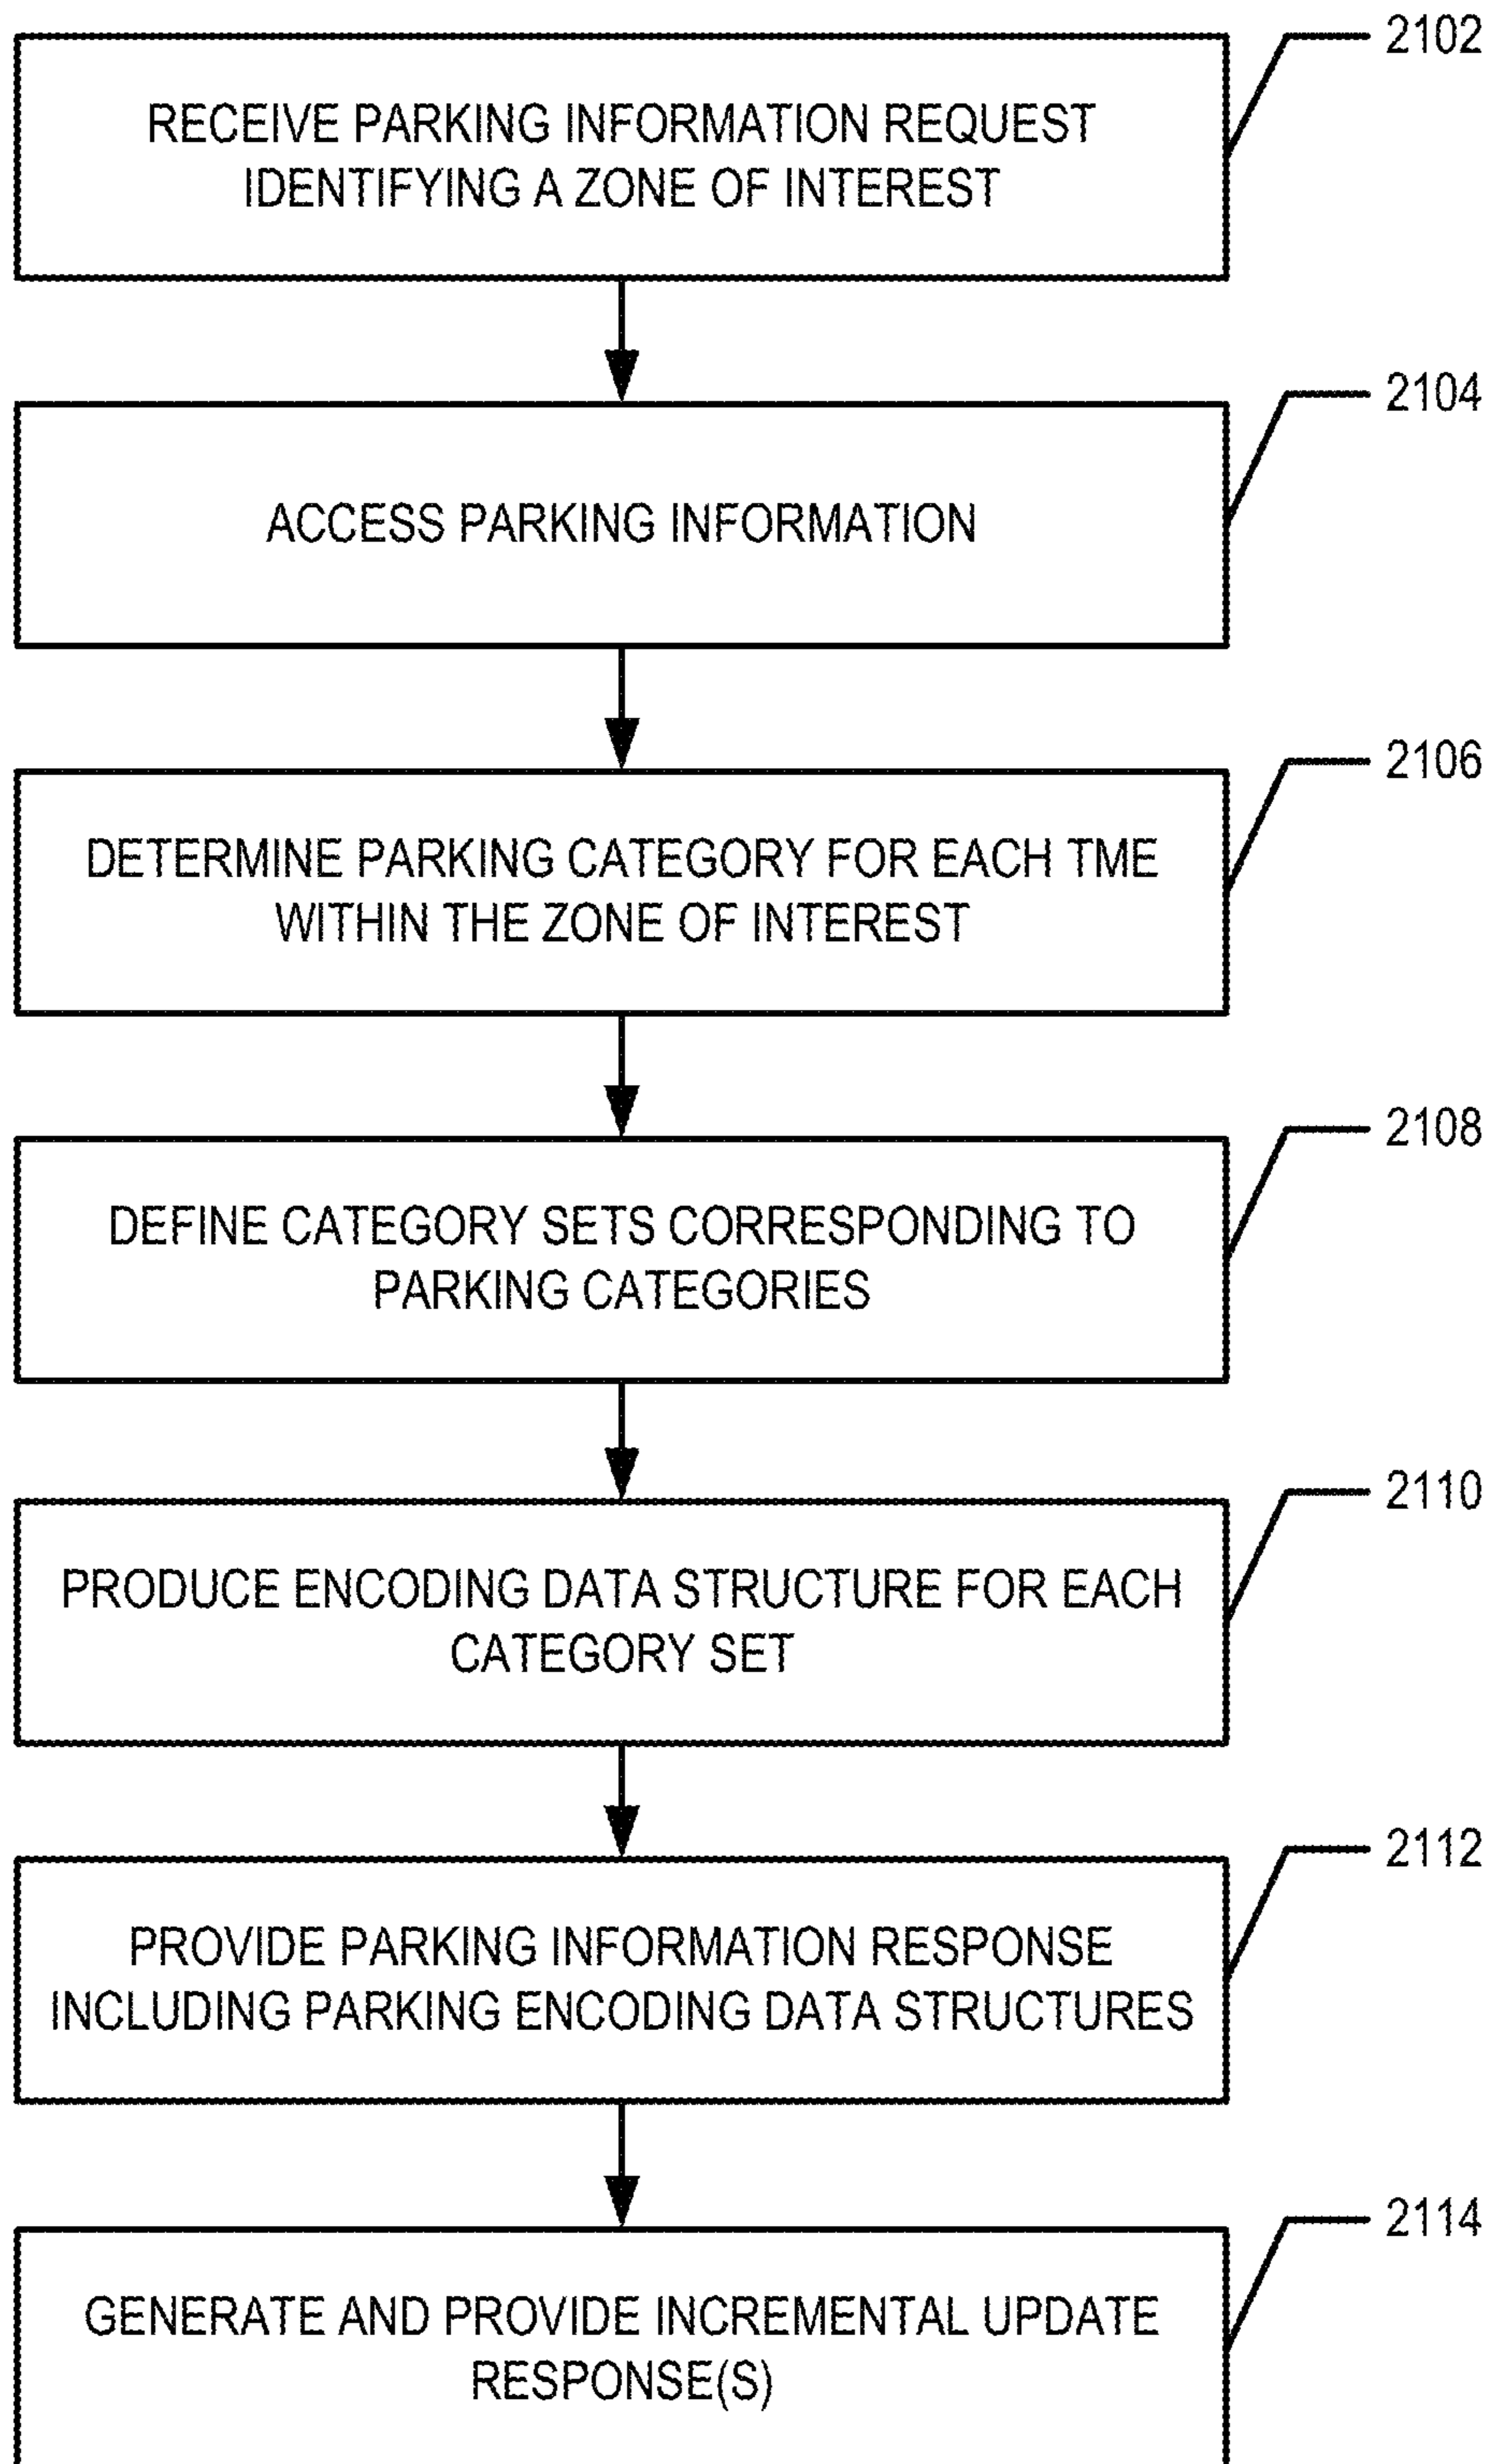 2102
RECEIVE PARKING INFORMATION REQUEST
IDENTIFYING A ZONE OF INTEREST
2104
ACCESS PARKING INFORMATION
2106
DETERMINE PARKING CATEGORY FOR EACH TME
WITHIN THE ZONE OF INTEREST
2108
DEFINE CATEGORY SETS CORRESPONDING TO
PARKING CATEGORIES
2110
PRODUCE ENCODING DATA STRUCTURE FOR EACH
CATEGORY SET
2112
PROVIDE PARKING INFORMATION RESPONSE
INCLUDING PARKING ENCODING DATA STRUCTURES
2114
GENERATE AND PROVIDE INCREMENTAL UPDATE
RESPONSE(S)